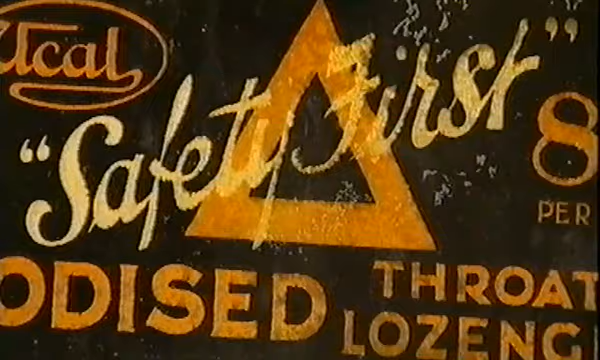 Ucal
"Safety First"
8
PER
ODISED THROAT
LOZENG